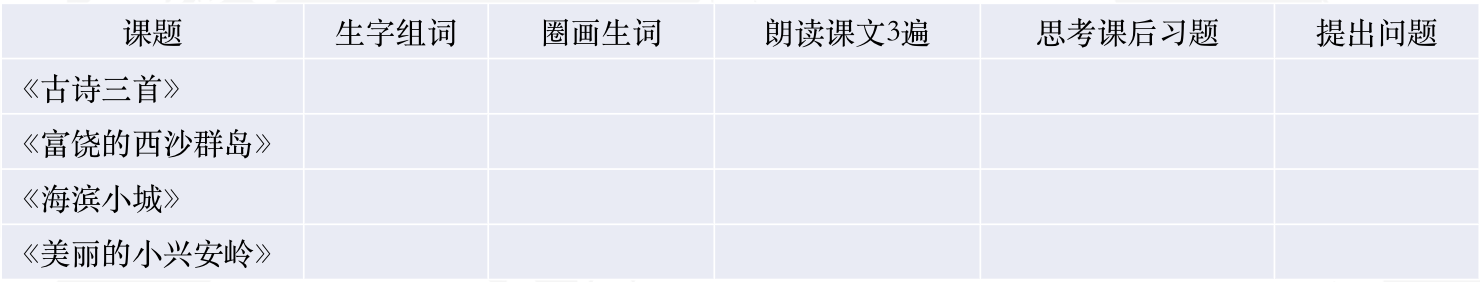 课题 生字组词 圈画生词 朗读课文3遍 思考课后习题 提出问题
《古诗三首》
《富饶的西沙群岛》
《海滨小城》
《美丽的小兴安岭》